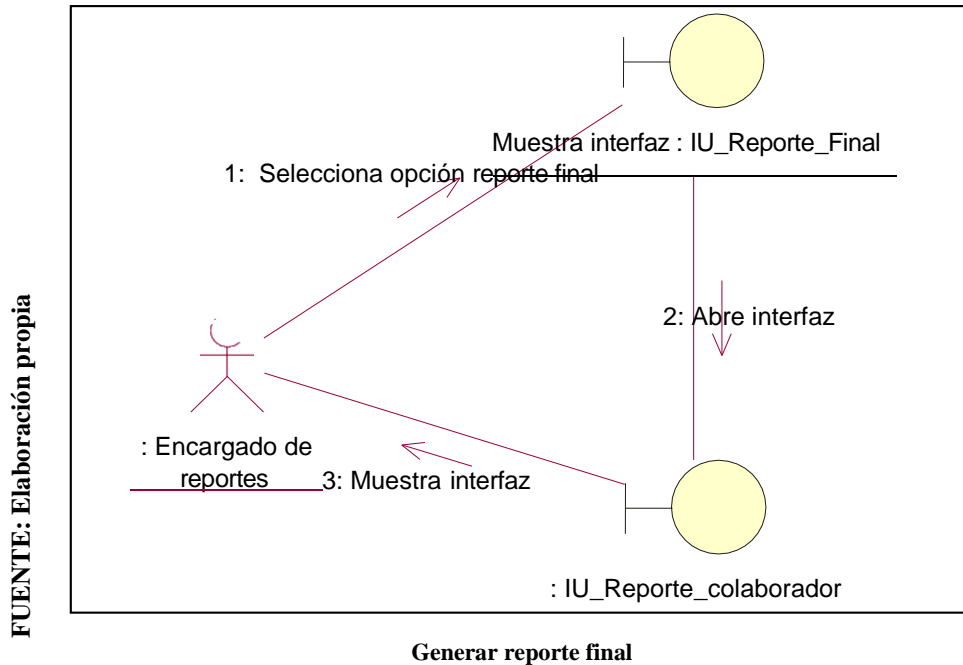 Muestra interfaz : IU_Reporte_Final
1: Selecciona opción reporte final
2: Abre interfaz
: Encargado de
reportes
3: Muestra interfaz
: IU_Reporte_colaborador
FUENTE: Elaboración propia
Generar reporte final